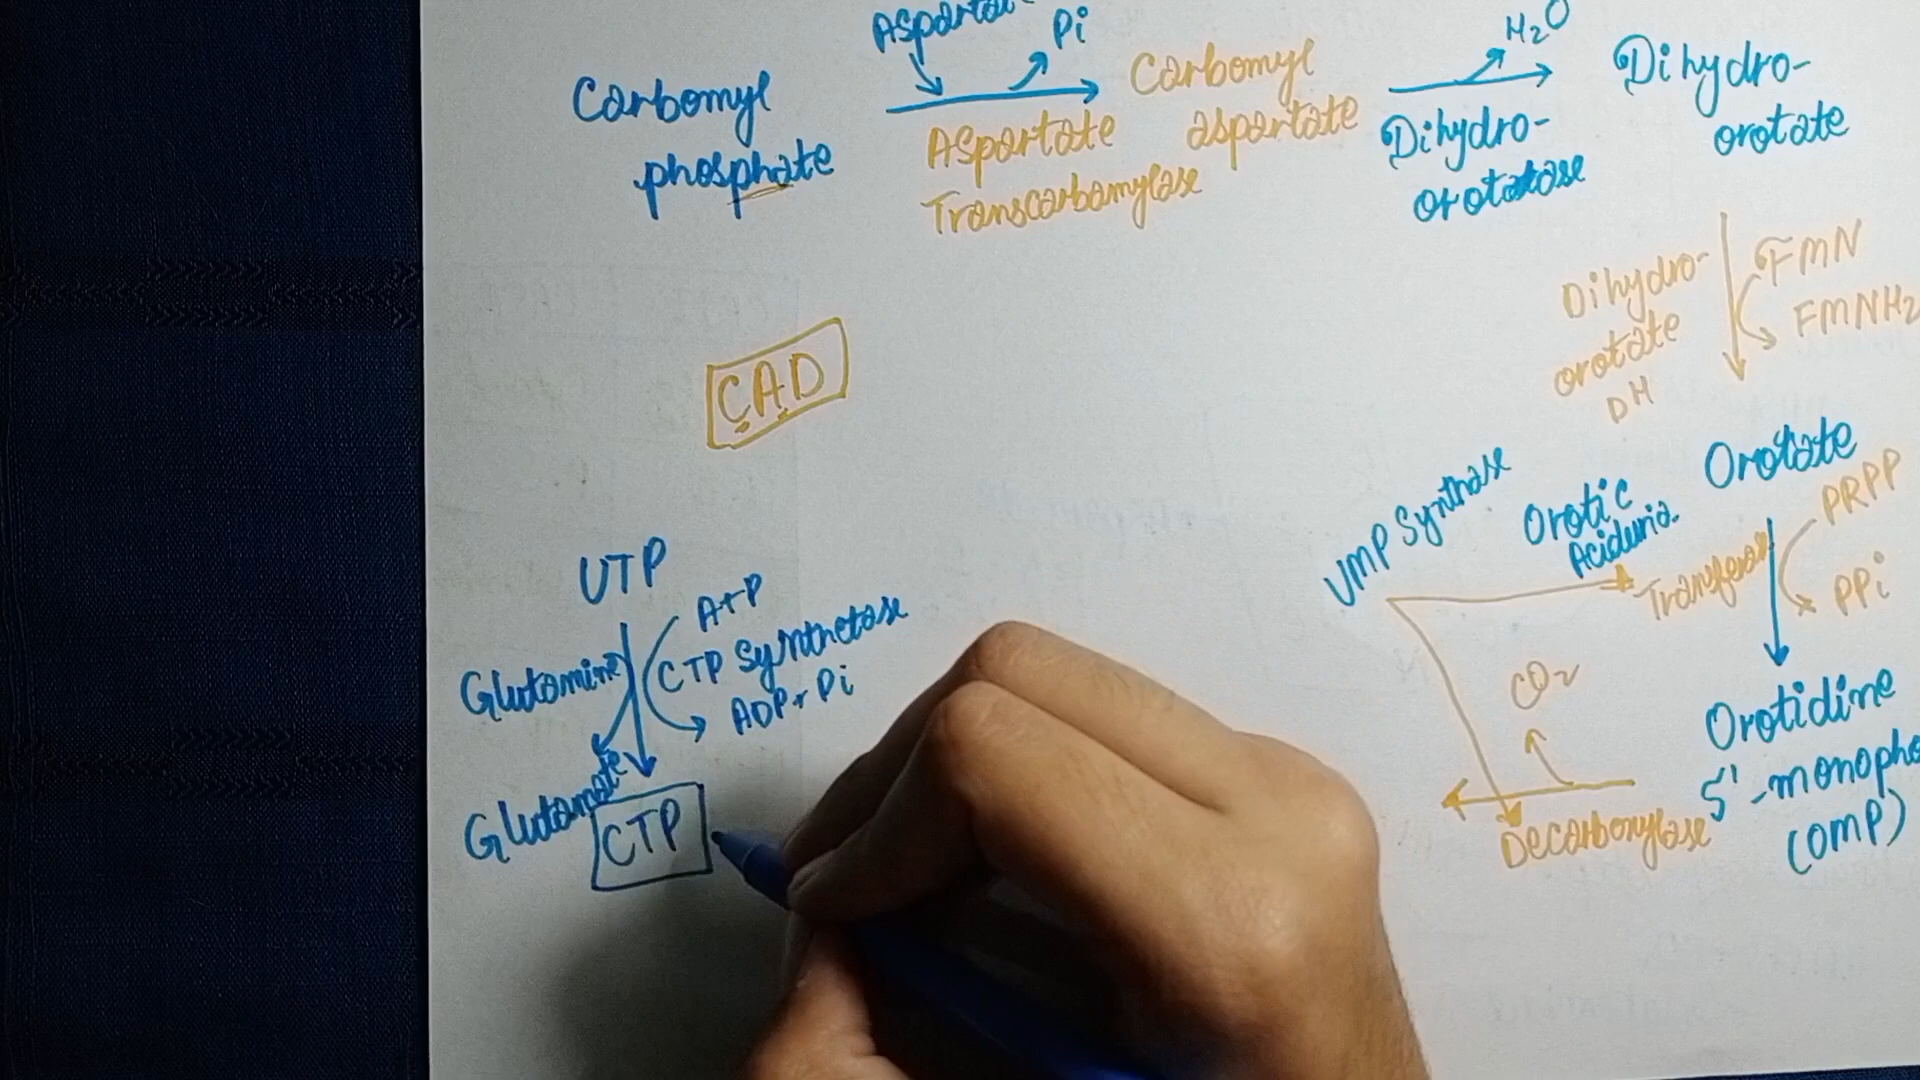 Pi
H2O
Carbomyl
phosphate
Aspartate
Transcarbamylase
Carbomyl
aspartate
Dihydro-
orotatase
Dihydro-
orotate
Dihydro-
orotate
DH
FMN
FMNH2
CAD
Orotate
UMP Synthase
Orotic
Aciduria.
PRPP
PPi
UTP
ATP
Glutamine
CTP Synthetase
ADP + Pi
Glutamate
CTP
CO2
Decarboxylase
Orotidine
5'-monopho
(OMP)